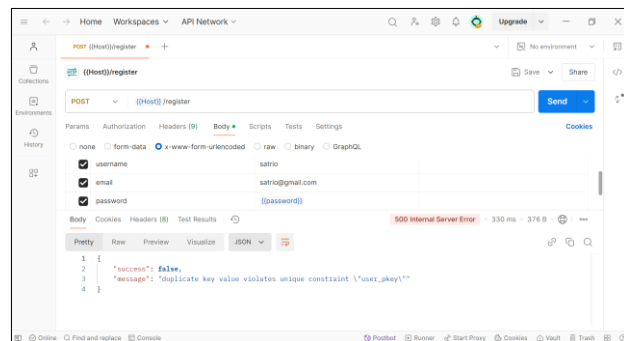 Home Workspaces API Network Upgrade
POST {{Host}}/register No environment
{{Host}}/register Save Share
POST {{Host}} /register Send
Params Authorization Headers (9) Body Scripts Tests Settings Cookies
none form-data x-www-form-urlencoded raw binary GraphQL
username satrio
email satrio@gmail.com
password {{password}}
Collections
Environments
History
Body Cookies Headers (8) Test Results 500 Internal Server Error 330 ms 376 B
Pretty Raw Preview Visualize JSON
1 {
2 "success": false,
3 "message": "duplicate key value violates unique constraint \"user_pkey\""
4 }
Online Find and replace Console Postbot Runner Start Proxy Cookies Vault Trash